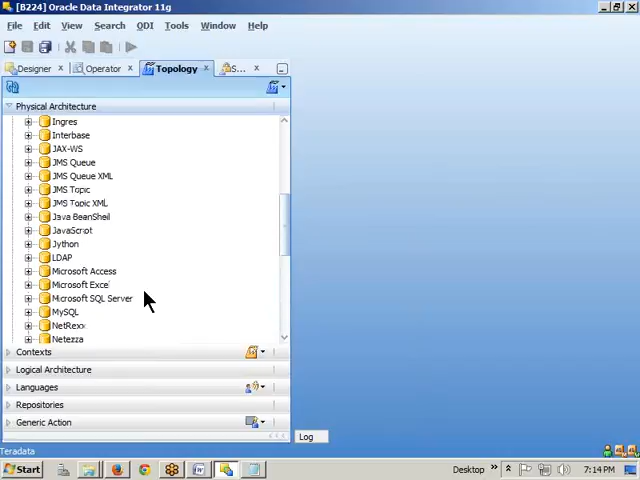 [B224] Oracle Data Integrator 11g
File Edit View Search ODI Tools Window Help
Designer Operator Topology S...
Physical Architecture
Ingres
Interbase
JAX-WS
JMS Queue
JMS Queue XML
JMS Topic
JMS Topic XML
Java BeanShell
JavaScript
Jython
LDAP
Microsoft Access
Microsoft Excel
Microsoft SQL Server
MySQL
NetRexx
Netezza
Contexts
Logical Architecture
Languages
Repositories
Generic Action
Log
Teradata
Start Desktop » 7:14 PM